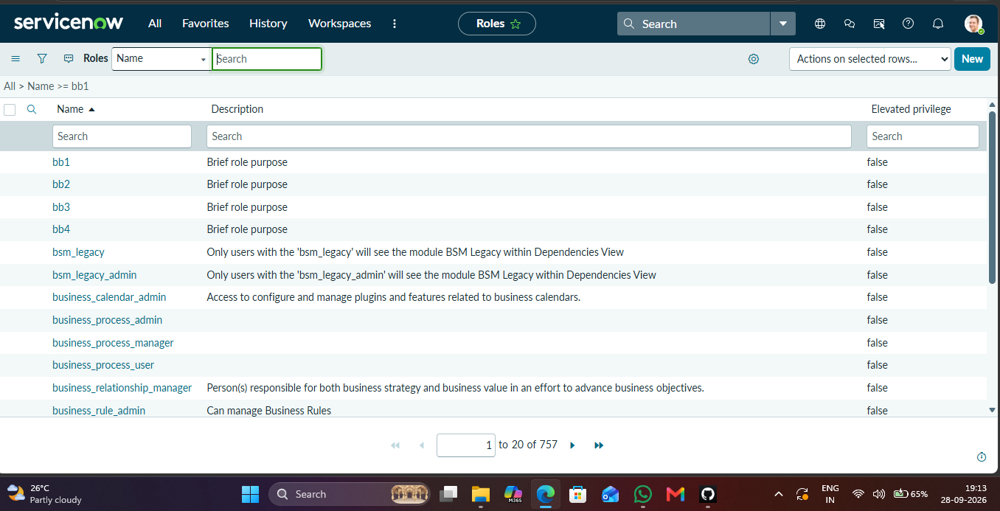 servicenow All Favorites History Workspaces Roles Search
Roles Name Search Actions on selected rows... New
All > Name >= bb1
Name Description Elevated privilege
Search Search Search
bb1 Brief role purpose false
bb2 Brief role purpose false
bb3 Brief role purpose false
bb4 Brief role purpose false
bsm_legacy Only users with the 'bsm_legacy' will see the module BSM Legacy within Dependencies View false
bsm_legacy_admin Only users with the 'bsm_legacy_admin' will see the module BSM Legacy within Dependencies View false
business_calendar_admin Access to configure and manage plugins and features related to business calendars. false
business_process_admin false
business_process_manager false
business_process_user false
business_relationship_manager Person(s) responsible for both business strategy and business value in an effort to advance business objectives. false
business_rule_admin Can manage Business Rules false
1 to 20 of 757
26°C
Partly cloudy
Search
M365
ENG
IN
65%
19:13
28-09-2026